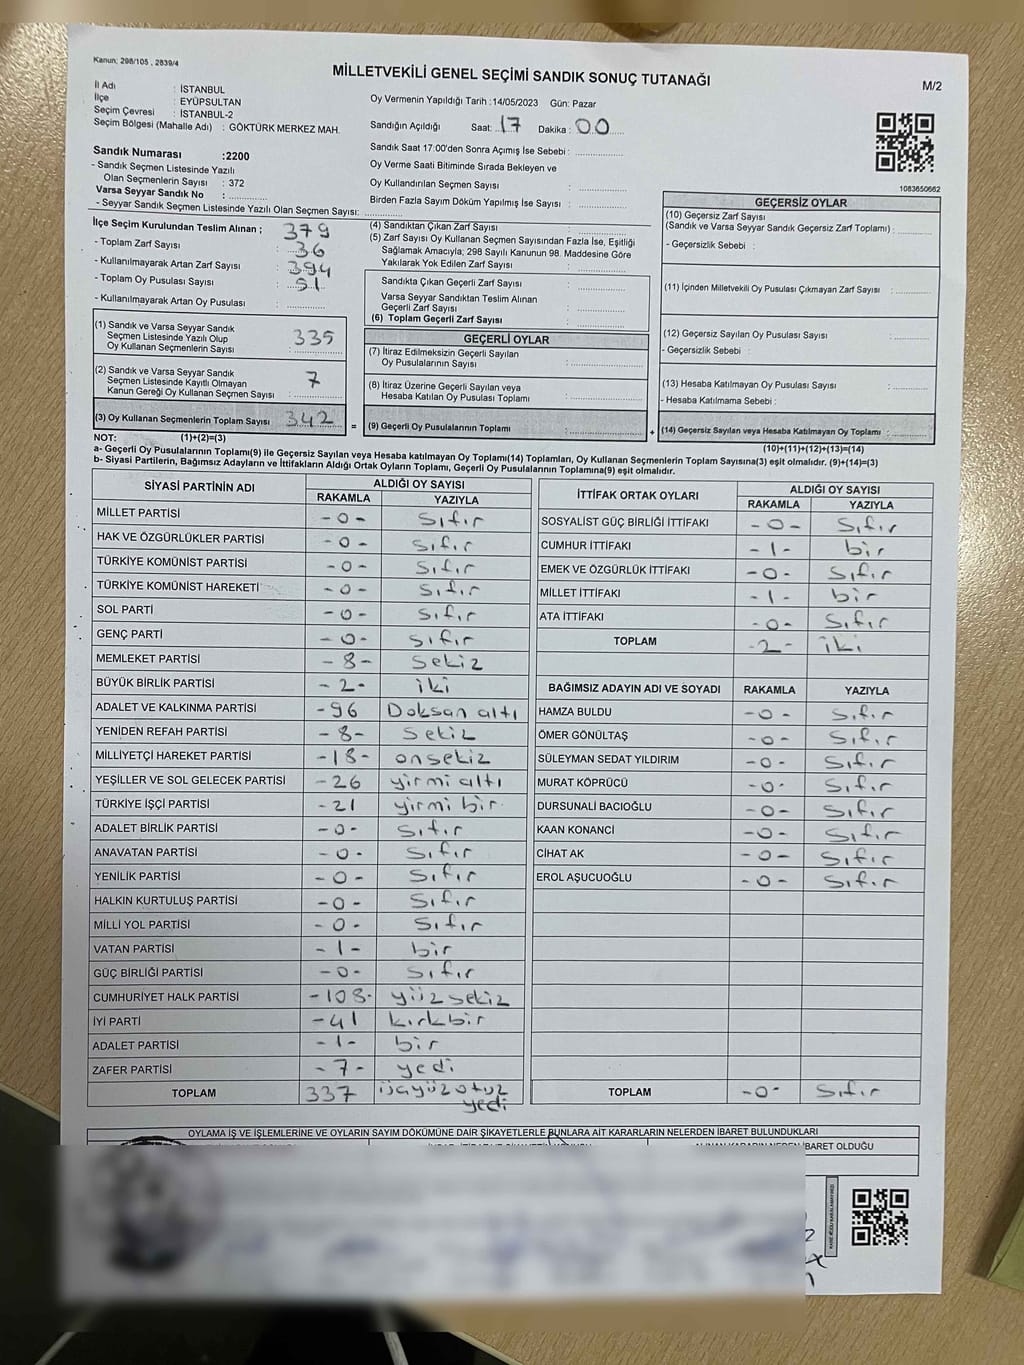 Kanun: 298/105 , 2839/4
MİLLETVEKİLİ GENEL SEÇİMİ SANDIK SONUÇ TUTANAĞI
M/2
İl Adı : İSTANBUL
İlçe : EYÜPSULTAN
Seçim Çevresi : İSTANBUL-2
Seçim Bölgesi (Mahalle Adı) : GÖKTÜRK MERKEZ MAH.
Oy Vermenin Yapıldığı Tarih :14/05/2023 Gün: Pazar
Sandığın Açıldığı Saat: 17 Dakika : 00
Sandık Saat 17:00'den Sonra Açımış İse Sebebi :
Oy Verme Saati Bitiminde Sırada Bekleyen ve
Oy Kullandırılan Seçmen Sayısı :
Birden Fazla Sayım Döküm Yapılmış İse Sayısı :
1083650662
Sandık Numarası :2200
- Sandık Seçmen Listesinde Yazılı
Olan Seçmenlerin Sayısı : 372
Varsa Seyyar Sandık No :
- Seyyar Sandık Seçmen Listesinde Yazılı Olan Seçmen Sayısı:
İlçe Seçim Kurulundan Teslim Alınan ;
- Toplam Zarf Sayısı : 379
- Kullanılmayarak Artan Zarf Sayısı : 36
- Toplam Oy Pusulası Sayısı : 394
- Kullanılmayarak Artan Oy Pusulası : 51
(1) Sandık ve Varsa Seyyar Sandık
Seçmen Listesinde Yazılı Olup
Oy Kullanan Seçmenlerin Sayısı : 335
(2) Sandık ve Varsa Seyyar Sandık
Seçmen Listesinde Kayıtlı Olmayan
Kanun Gereği Oy Kullanan Seçmen Sayısı : 7
(3) Oy Kullanan Seçmenlerin Toplam Sayısı : 342 =
(4) Sandıktan Çıkan Zarf Sayısı :
(5) Zarf Sayısı Oy Kullanan Seçmen Sayısından Fazla İse, Eşitliği
Sağlamak Amacıyla; 298 Sayılı Kanunun 98. Maddesine Göre
Yakılarak Yok Edilen Zarf Sayısı :
Sandıkta Çıkan Geçerli Zarf Sayısı :
Varsa Seyyar Sandıktan Teslim Alınan
Geçerli Zarf Sayısı :
(6) Toplam Geçerli Zarf Sayısı :
GEÇERLİ OYLAR
(7) İtiraz Edilmeksizin Geçerli Sayılan
Oy Pusulalarının Sayısı :
(8) İtiraz Üzerine Geçerli Sayılan veya
Hesaba Katılan Oy Pusulası Toplamı :
(9) Geçerli Oy Pusulalarının Toplamı : +
GEÇERSİZ OYLAR
(10) Geçersiz Zarf Sayısı
(Sandık ve Varsa Seyyar Sandık Geçersiz Zarf Toplamı) :
- Geçersizlik Sebebi :
(11) İçinden Milletvekili Oy Pusulası Çıkmayan Zarf Sayısı :
(12) Geçersiz Sayılan Oy Pusulası Sayısı :
- Geçersizlik Sebebi :
(13) Hesaba Katılmayan Oy Pusulası Sayısı :
- Hesaba Katılmama Sebebi :
(14) Geçersiz Sayılan veya Hesaba Katılmayan Oy Toplamı :
NOT: (1)+(2)=(3) (10)+(11)+(12)+(13)=(14)
a- Geçerli Oy Pusulalarının Toplamı(9) ile Geçersiz Sayılan veya Hesaba Katılmayan Oy Toplamı(14) Toplamları, Oy Kullanan Seçmenlerin Toplam Sayısına(3) eşit olmalıdır. (9)+(14)=(3)
b- Siyasi Partilerin, Bağımsız Adayların ve İttifakların Aldığı Ortak Oyların Toplamı, Geçerli Oy Pusulalarının Toplamına(9) eşit olmalıdır.
SİYASİ PARTİNİN ADI ALDIĞI OY SAYISI
RAKAMLA YAZIYLA
MİLLET PARTİSİ -0- sıfır
HAK VE ÖZGÜRLÜKLER PARTİSİ -0- sıfır
TÜRKİYE KOMÜNİST PARTİSİ -0- sıfır
TÜRKİYE KOMÜNİST HAREKETİ -0- sıfır
SOL PARTİ -0- sıfır
GENÇ PARTİ -0- sıfır
MEMLEKET PARTİSİ -8- sekiz
BÜYÜK BİRLİK PARTİSİ -2- iki
ADALET VE KALKINMA PARTİSİ -96 Doksan altı
YENİDEN REFAH PARTİSİ -8- sekiz
MİLLİYETÇİ HAREKET PARTİSİ -18- onsekiz
YEŞİLLER VE SOL GELECEK PARTİSİ -26 yirmi altı
TÜRKİYE İŞÇİ PARTİSİ -21 yirmi bir
ADALET BİRLİK PARTİSİ -0- sıfır
ANAVATAN PARTİSİ -0- sıfır
YENİLİK PARTİSİ -0- sıfır
HALKIN KURTULUŞ PARTİSİ -0- sıfır
MİLLİ YOL PARTİSİ -0- sıfır
VATAN PARTİSİ -1- bir
GÜÇ BİRLİĞİ PARTİSİ -0- sıfır
CUMHURİYET HALK PARTİSİ -108- yüzsekiz
İYİ PARTİ -41 kırkbir
ADALET PARTİSİ -1- bir
ZAFER PARTİSİ -7- yedi
TOPLAM 337 üçyüz otuz
yedi
İTTİFAK ORTAK OYLARI ALDIĞI OY SAYISI
RAKAMLA YAZIYLA
SOSYALİST GÜÇ BİRLİĞİ İTTİFAKI -0- sıfır
CUMHUR İTTİFAKI -1- bir
EMEK VE ÖZGÜRLÜK İTTİFAKI -0- sıfır
MİLLET İTTİFAKI -1- bir
ATA İTTİFAKI -0- sıfır
TOPLAM -2- iki
BAĞIMSIZ ADAYIN ADI VE SOYADI RAKAMLA YAZIYLA
HAMZA BULDU -0- sıfır
ÖMER GÖNÜLTAŞ -0- sıfır
SÜLEYMAN SEDAT YILDIRIM -0- sıfır
MURAT KÖPRÜCÜ -0- sıfır
DURSUNALİ BACIOĞLU -0- sıfır
KAAN KONANCİ -0- sıfır
CİHAT AK -0- sıfır
EROL AŞUCUOĞLU -0- sıfır
TOPLAM -0- sıfır
OYLAMA İŞ VE İŞLEMLERİNE VE OYLARIN SAYIM DÖKÜMÜNE DAİR ŞİKAYETLERLE BUNLARA AİT KARARLARIN NELERDEN İBARET BULUNDUKLARI
ALINAN KARARIN NEDEN İBARET OLDUĞU